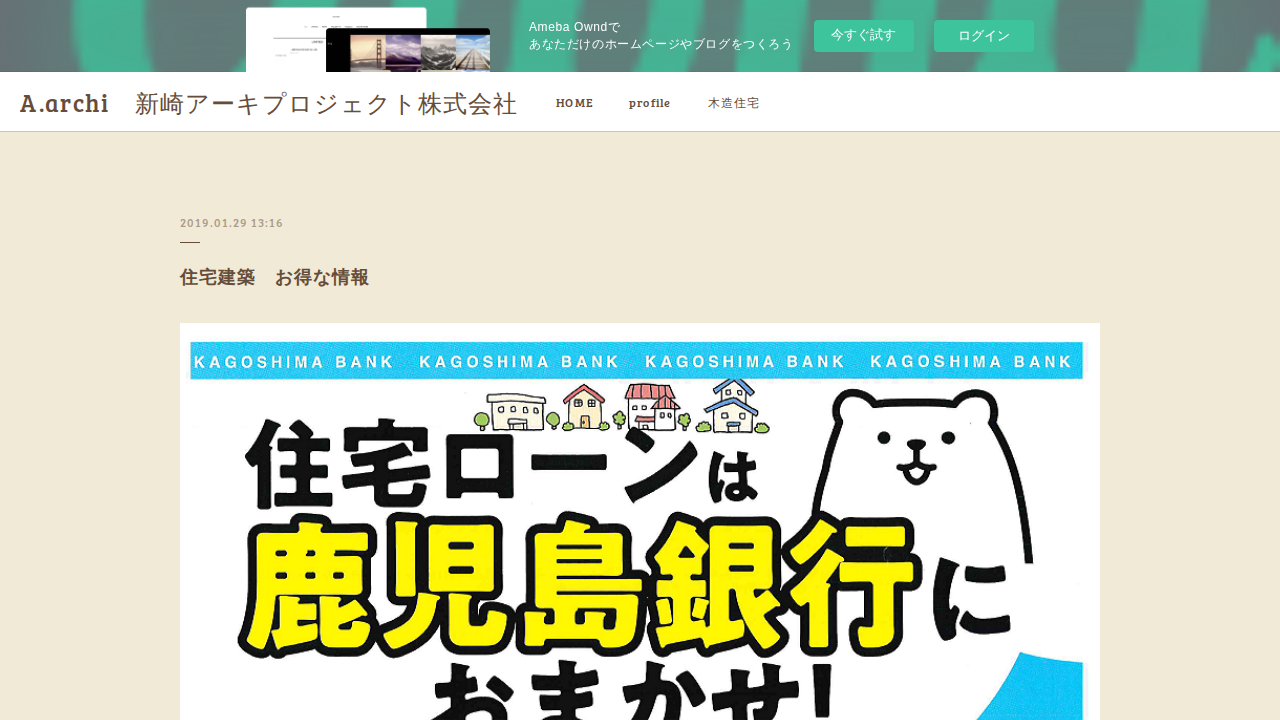 Ameba Owndで
あなただけのホームページやブログをつくろう
今すぐ試す
ログイン
A.archi　新崎アーキプロジェクト株式会社
HOME
profile
木造住宅
2019.01.29 13:16
住宅建築　お得な情報
KAGOSHIMA BANK KAGOSHIMA BANK KAGOSHIMA BANK KAGOSHIMA BANK
住宅ローンは
鹿児島銀行に
おまかせ!